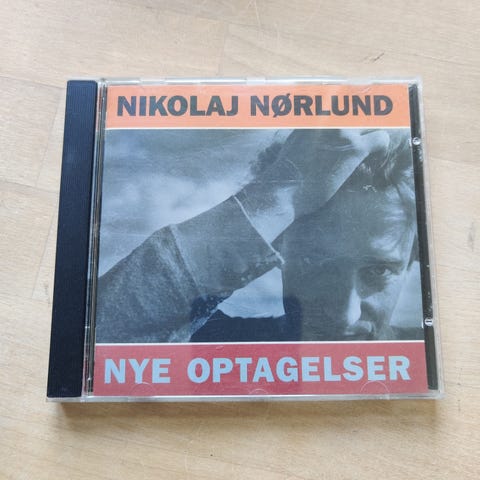 NIKOLAJ NØRLUND
NYE OPTAGELSER